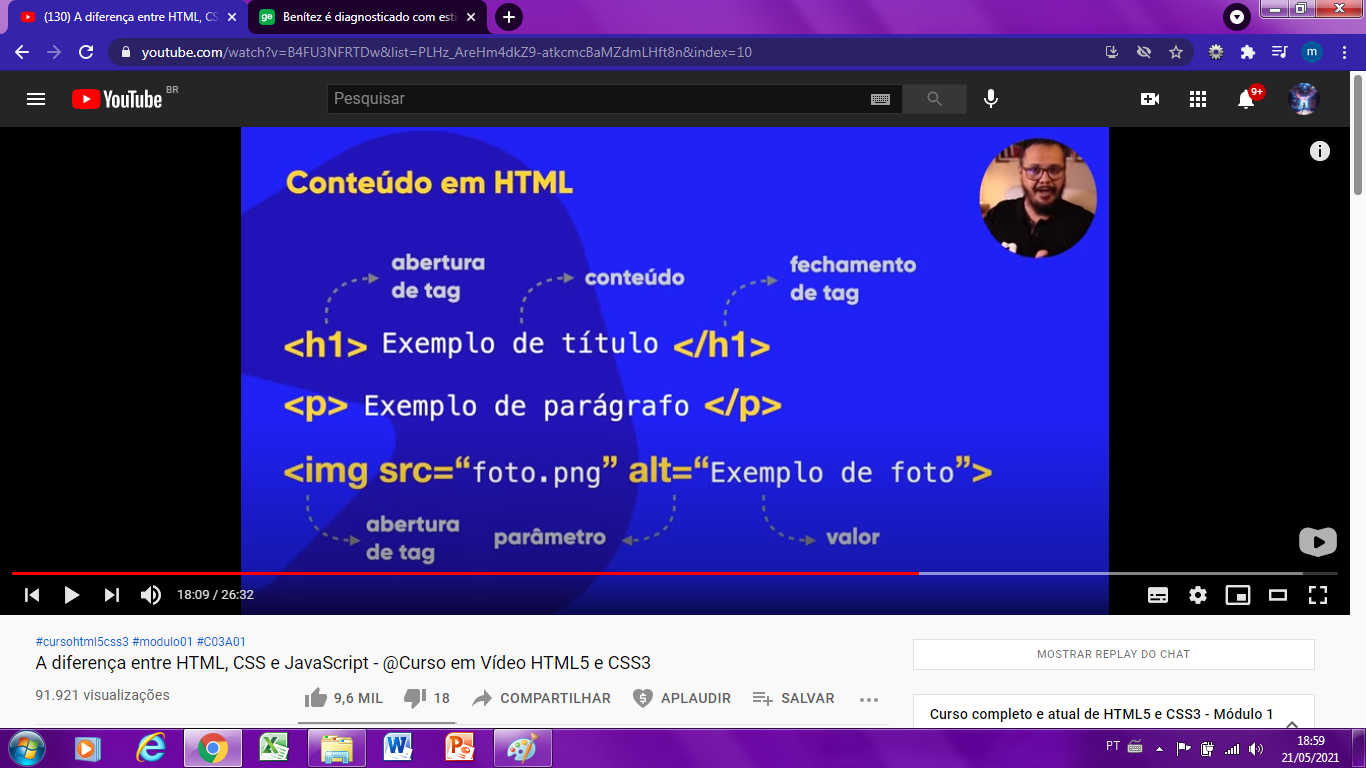 (130) A diferença entre HTML, CS
Benítez é diagnosticado com esti
youtube.com/watch?v=B4FU3NFRTDw&list=PLHz_AreHm4dkZ9-atkcmcBaMZdmLHft8n&index=10
m
YouTube BR
Pesquisar
9+
Conteúdo em HTML
abertura
de tag
conteúdo
fechamento
de tag
<h1> Exemplo de título </h1>
<p> Exemplo de parágrafo </p>
<img src=“foto.png” alt=“Exemplo de foto”>
abertura
de tag
parâmetro
valor
18:09 / 26:32
#cursohtml5css3 #modulo01 #C03A01
A diferença entre HTML, CSS e JavaScript - @Curso em Vídeo HTML5 e CSS3
91.921 visualizações
9,6 MIL
18
COMPARTILHAR
APLAUDIR
SALVAR
MOSTRAR REPLAY DO CHAT
Curso completo e atual de HTML5 e CSS3 - Módulo 1
PT
18:59
21/05/2021